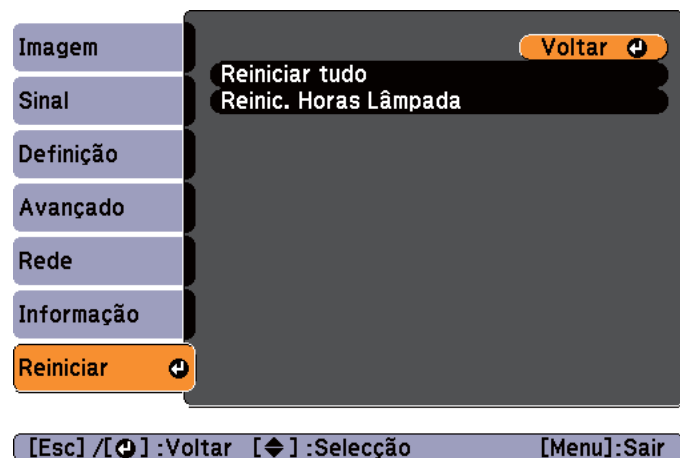 Imagem
Sinal
Definição
Avançado
Rede
Informação
Reiniciar
Voltar
Reiniciar tudo
Reinic. Horas Lâmpada
[Esc] /[ ] :Voltar [ ] :Selecção [Menu]:Sair